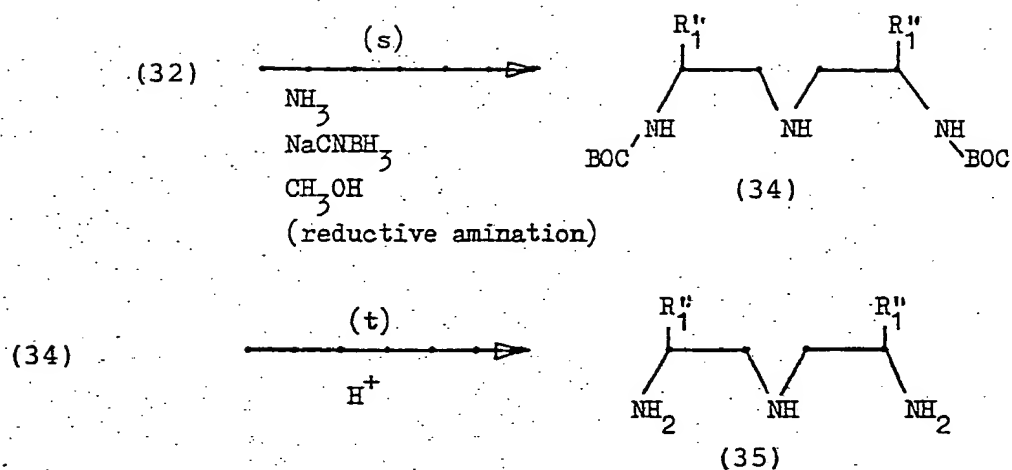 (s)
R₁" R₁"
(32)
NH₃
NH NH NH
NaCNBH₃
BOC BOC
CH₃OH
(34)
(reductive amination)
(t)
R₁" R₁"
(34)
H⁺
NH₂ NH NH₂
(35)